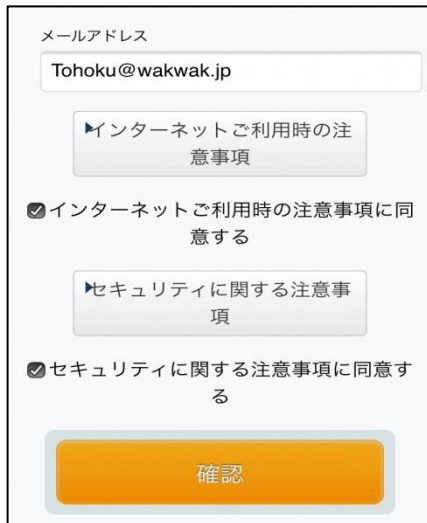 メールアドレス
Tohoku@wakwak.jp
インターネットご利用時の注
意事項
インターネットご利用時の注意事項に同
意する
セキュリティに関する注意事
項
セキュリティに関する注意事項に同意す
る
確認